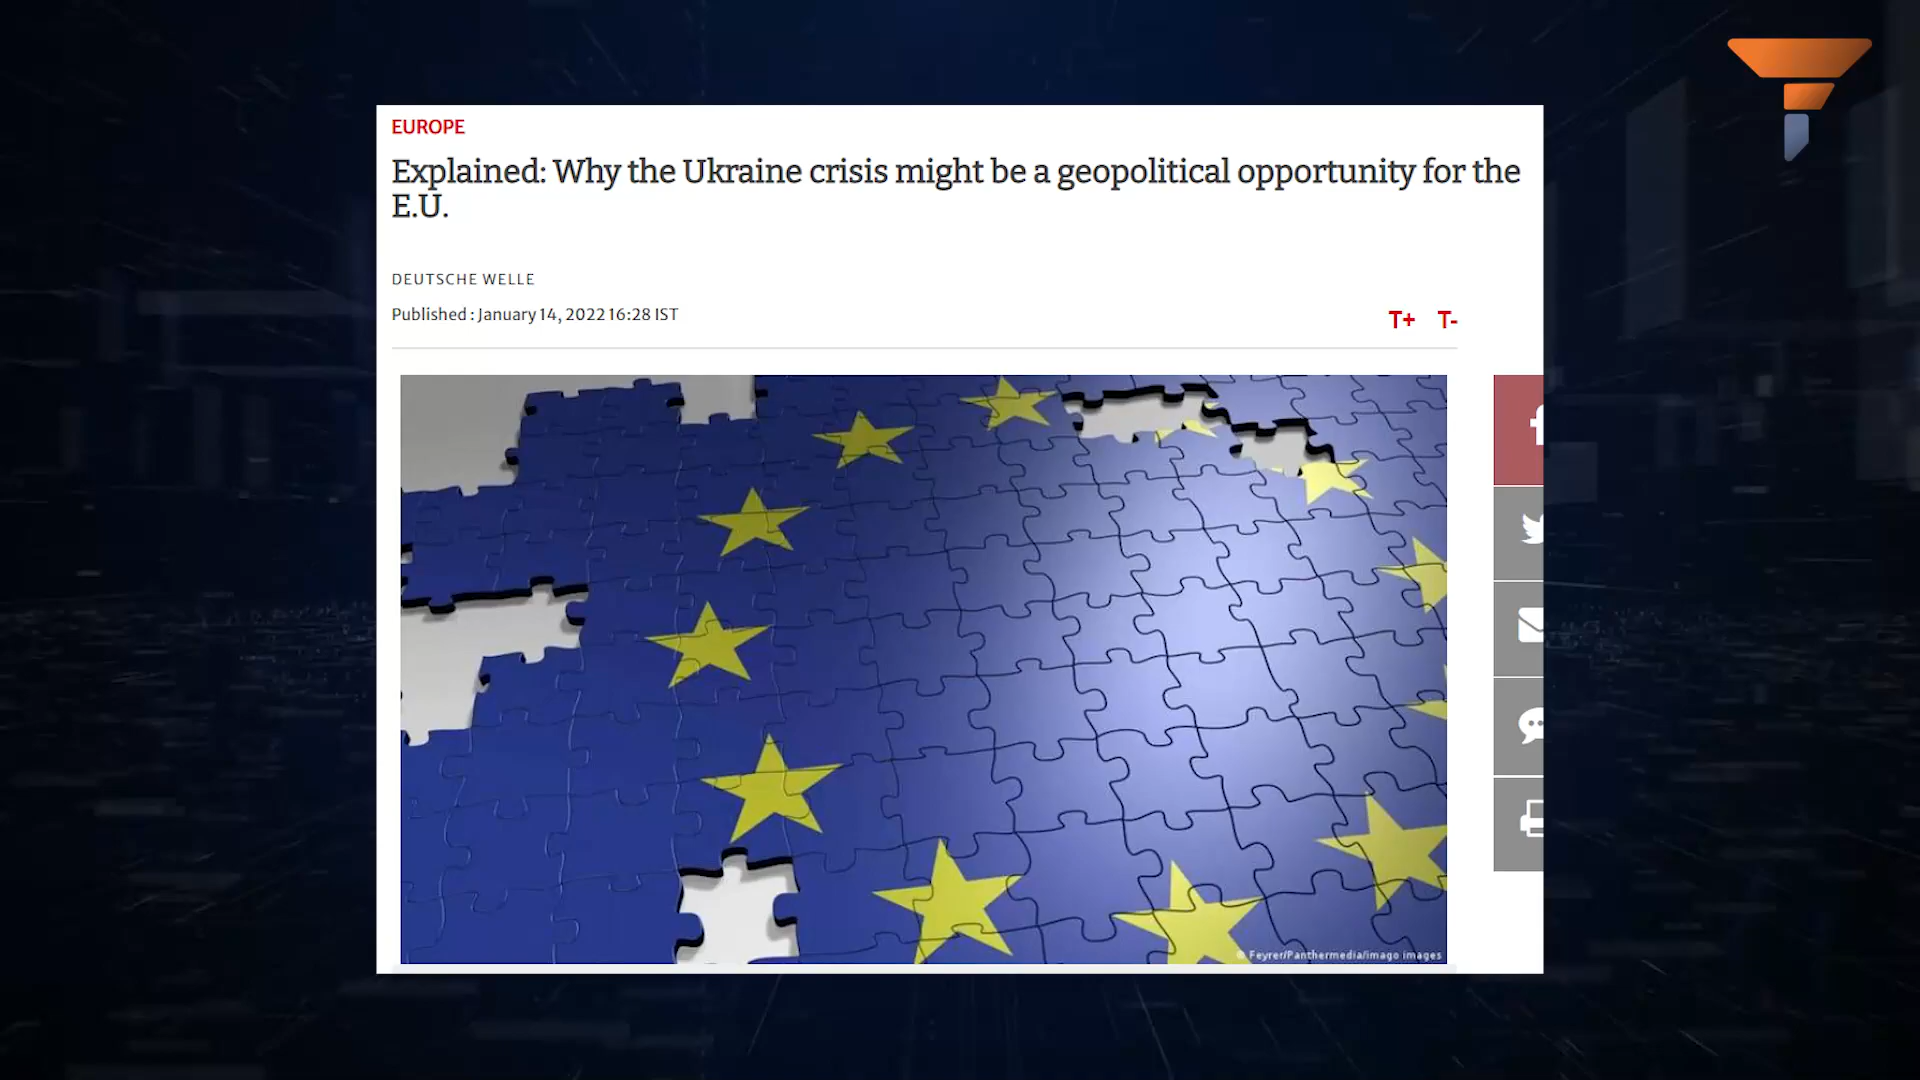 EUROPE
Explained: Why the Ukraine crisis might be a geopolitical opportunity for the
E.U.
DEUTSCHE WELLE
Published : January 14, 2022 16:28 IST
T+ T-
© Feyrer/Panthermedia/imago images